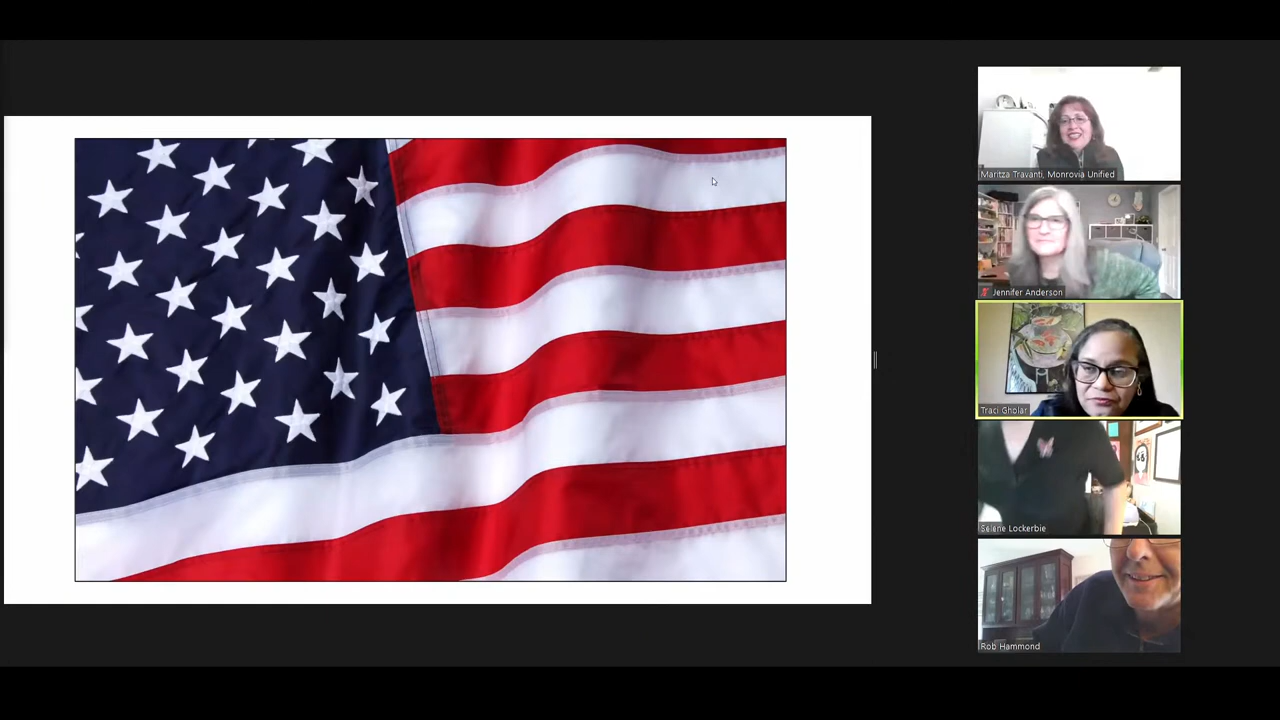 Maritza Travanti, Monrovia Unified
Jennifer Anderson
Traci Gholar
Selene Lockerbie
Rob Hammond